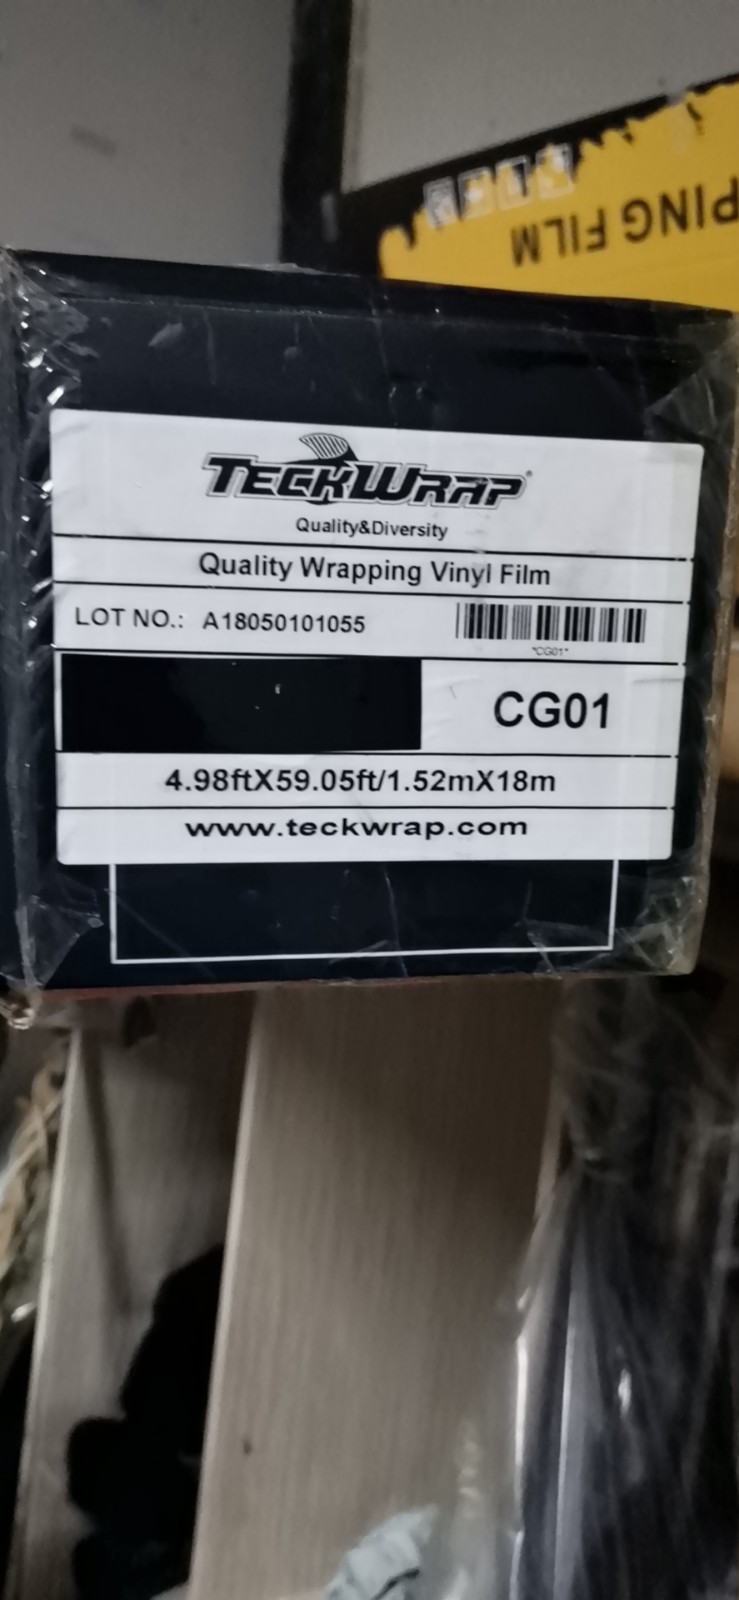 PING FILM
TECKWRAP®
Quality&Diversity
Quality Wrapping Vinyl Film
LOT NO.: A18050101055
*CG01*
CG01
4.98ftX59.05ft/1.52mX18m
www.teckwrap.com